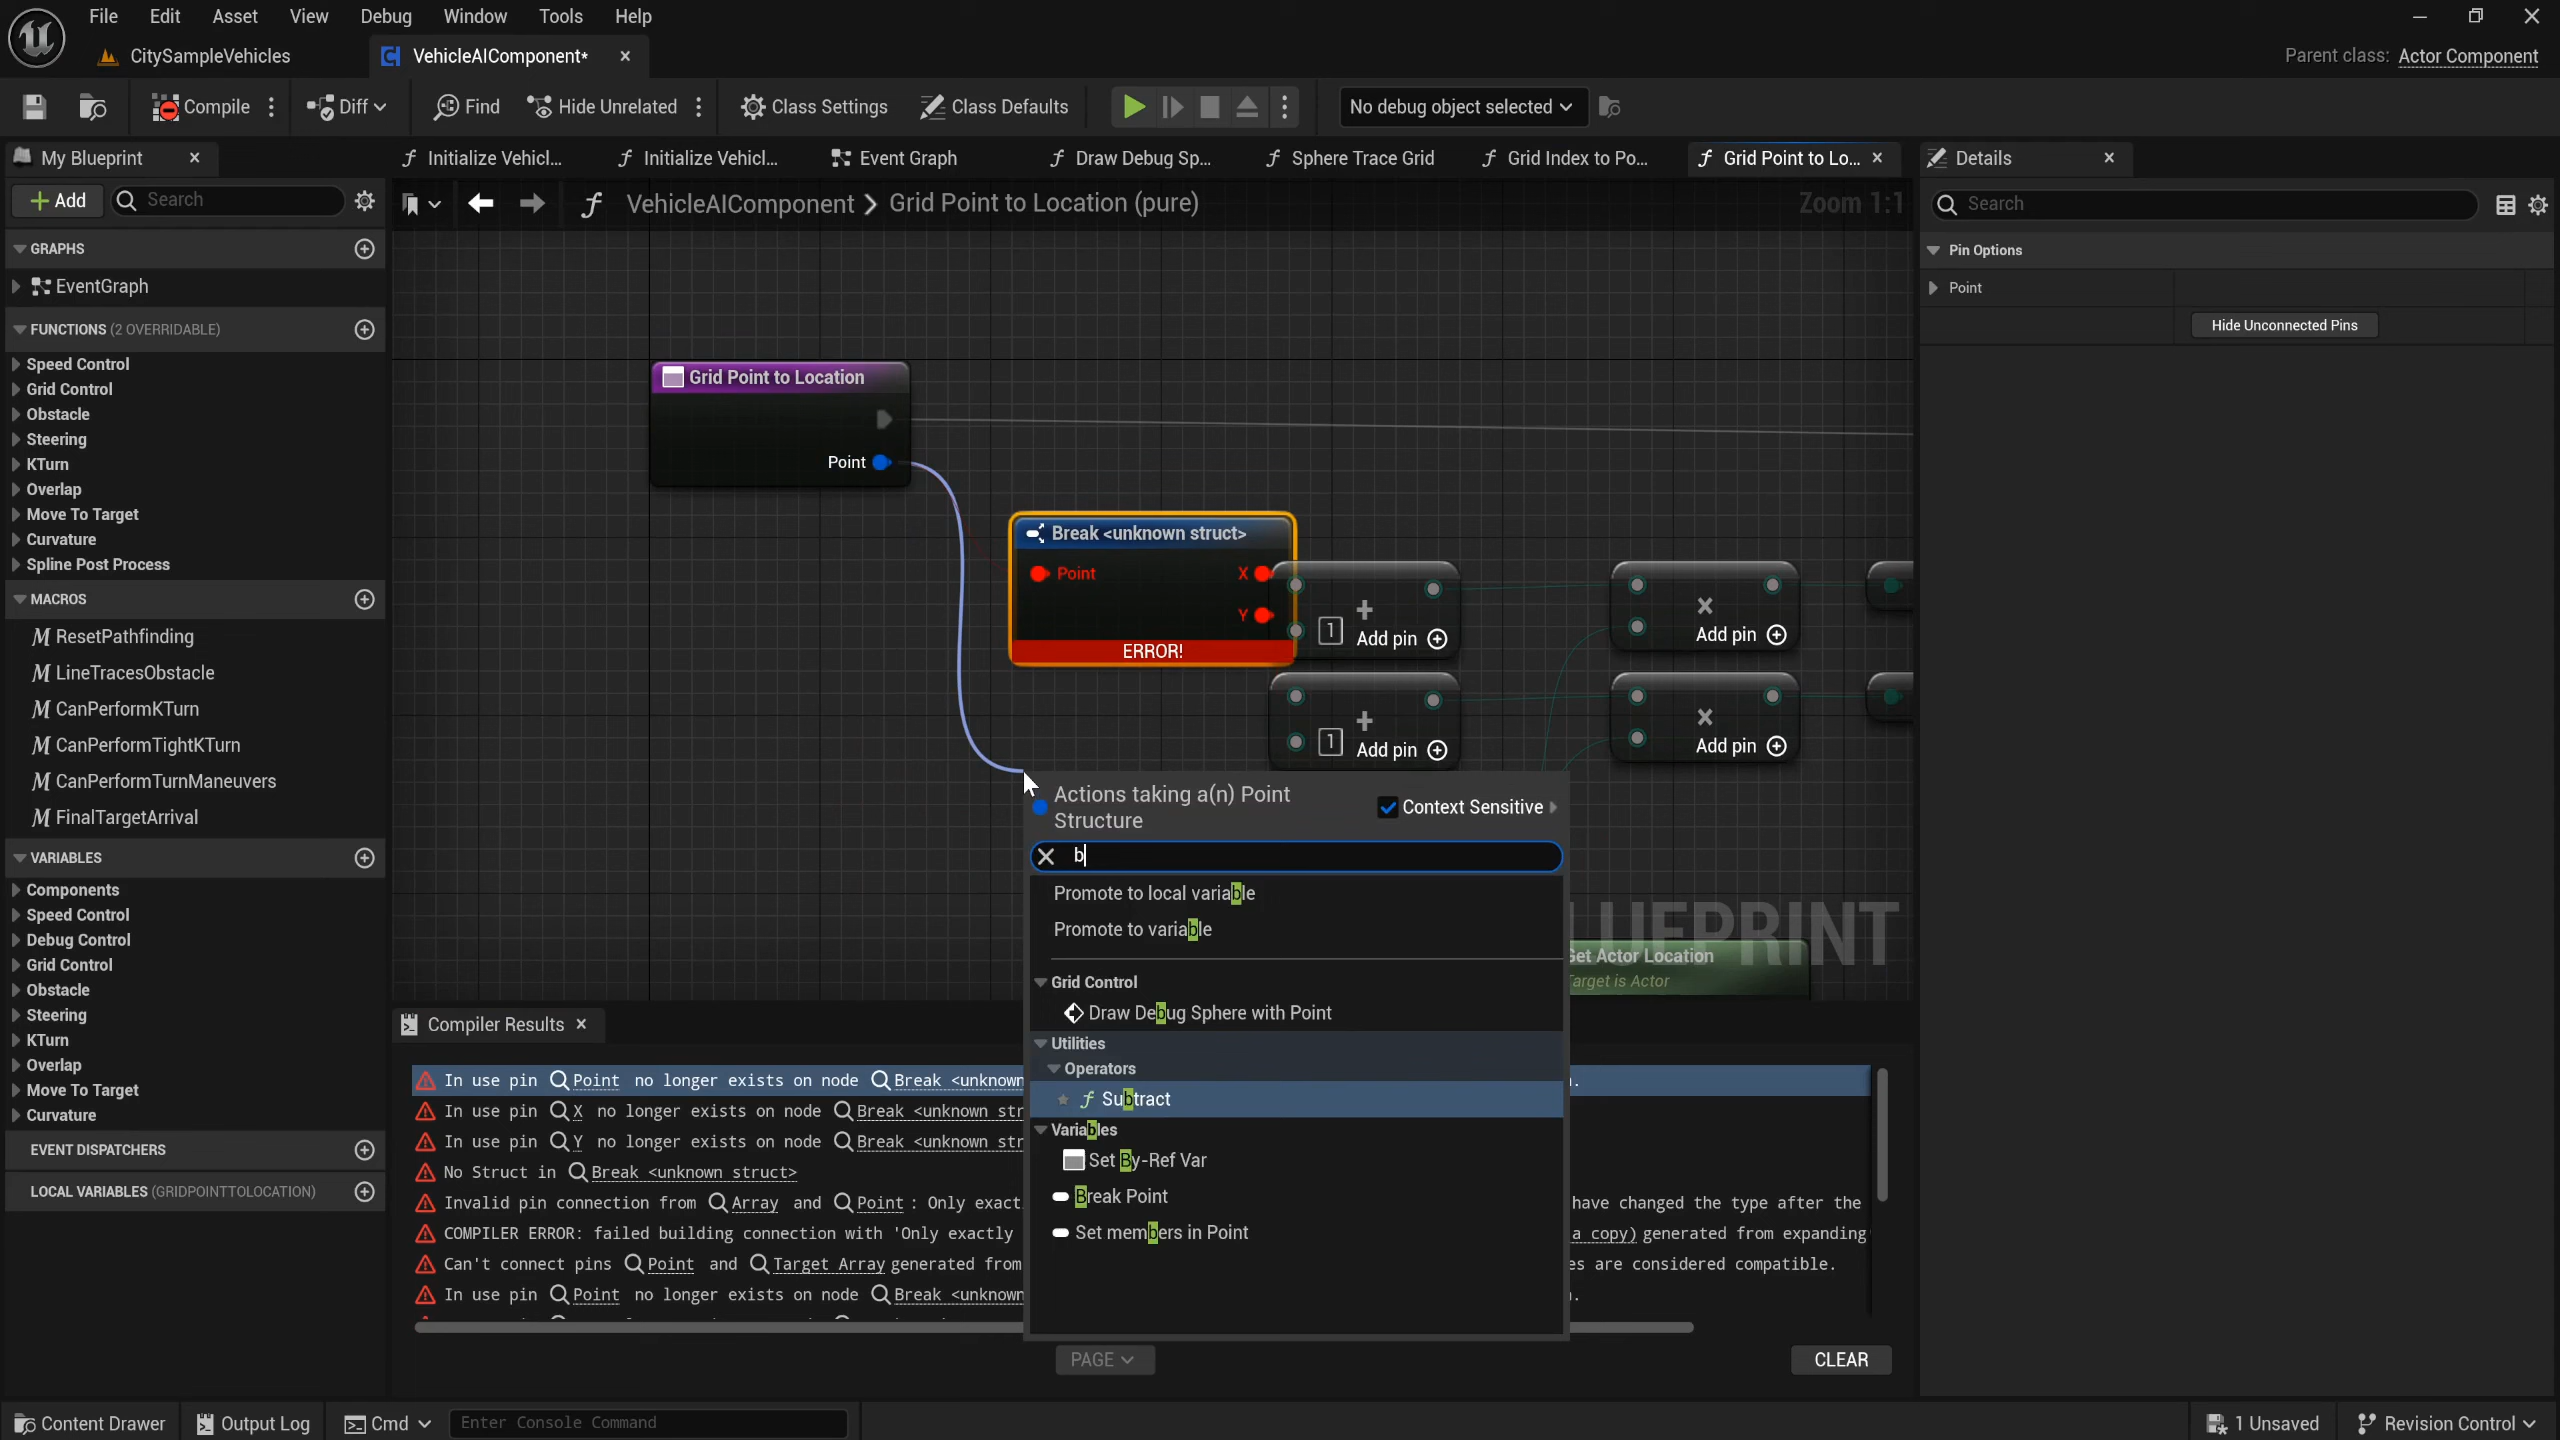 File Edit Asset View Debug Window Tools Help
CitySampleVehicles VehicleAIComponent* Parent class: Actor Component
Compile Diff Find Hide Unrelated Class Settings Class Defaults No debug object selected
My Blueprint Initialize Vehicl... Initialize Vehicl... Event Graph Draw Debug Sp... Sphere Trace Grid Grid Index to Po... Grid Point to Lo... Details
Add Search VehicleAIComponent Grid Point to Location (pure) Zoom 1:1 Search
GRAPHS
EventGraph
FUNCTIONS (2 OVERRIDABLE)
Speed Control
Grid Control
Obstacle
Steering
KTurn
Overlap
Move To Target
Curvature
Spline Post Process
MACROS
ResetPathfinding
LineTracesObstacle
CanPerformKTurn
CanPerformTightKTurn
CanPerformTurnManeuvers
FinalTargetArrival
VARIABLES
Components
Speed Control
Debug Control
Grid Control
Obstacle
Steering
KTurn
Overlap
Move To Target
Curvature
EVENT DISPATCHERS
LOCAL VARIABLES (GRIDPOINTTOLOCATION)
Pin Options
Point
Hide Unconnected Pins
Grid Point to Location
Point
Break <unknown struct>
Point X
Y
ERROR!
+
1 Add pin
×
Add pin
+
1 Add pin
×
Add pin
Actions taking a(n) Point
Structure
Context Sensitive
b
Promote to local variable
Promote to variable
Grid Control
Draw Debug Sphere with Point
Utilities
Operators
Subtract
Variables
Set By-Ref Var
Break Point
Set members in Point
LUEPRINT
Get Actor Location
Target is Actor
Compiler Results
In use pin Point no longer exists on node Break <unknown .
In use pin X no longer exists on node Break <unknown str
In use pin Y no longer exists on node Break <unknown str
No Struct in Break <unknown struct>
Invalid pin connection from Array and Point : Only exact have changed the type after the
COMPILER ERROR: failed building connection with 'Only exactly a copy) generated from expanding
Can't connect pins Point and Target Array generated from es are considered compatible.
In use pin Point no longer exists on node Break <unknown .
PAGE CLEAR
Content Drawer Output Log Cmd Enter Console Command 1 Unsaved Revision Control